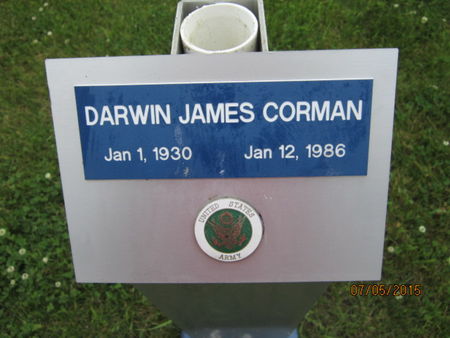 DARWIN JAMES CORMAN
Jan 1, 1930 Jan 12, 1986
UNITED STATES
ARMY
07/05/2015